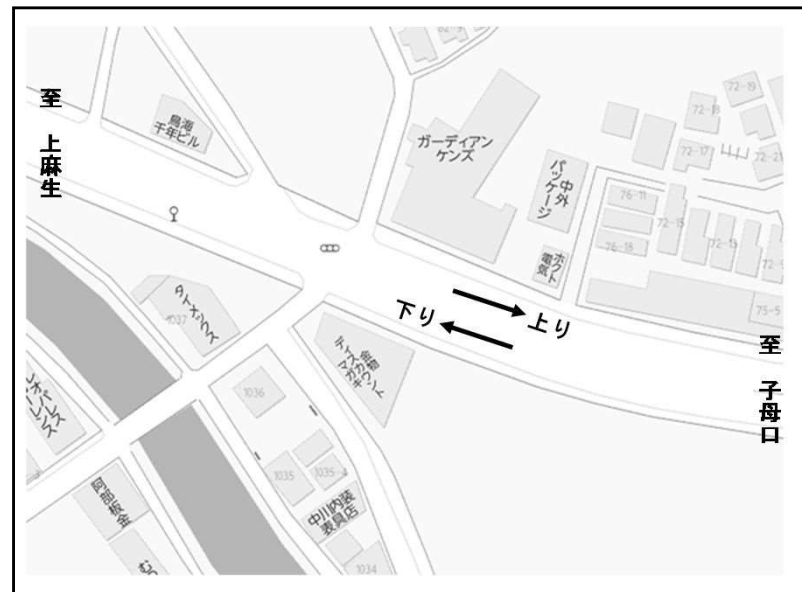 至 上麻生
鳥海
千年ビル
ガーディアン
ケンズ
中外
パッケージ
ホクト
電気
72-19
72-18
72-17
72-21
76-11
76-18
72-15
72-13
75-5
タイメックス
1037
下り
上り
至 子母口
1036
1035
1035-4
中川内装
表具店
1034
阿部板金